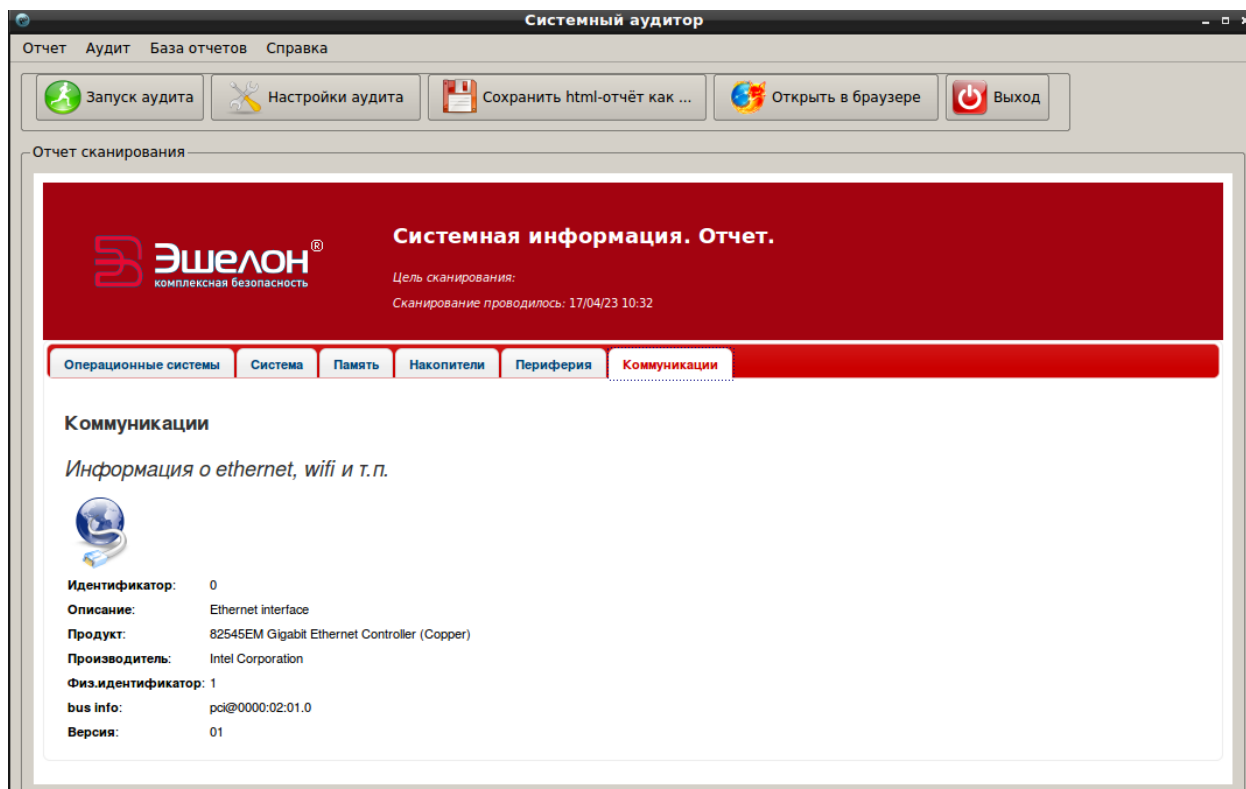 Системный аудитор
Отчет Аудит База отчетов Справка
Запуск аудита Настройки аудита Сохранить html-отчёт как ... Открыть в браузере Выход
Отчет сканирования
Эшелон®
комплексная безопасность
Системная информация. Отчет.
Цель сканирования:
Сканирование проводилось: 17/04/23 10:32
Операционные системы Система Память Накопители Периферия Коммуникации
Коммуникации
Информация о ethernet, wifi и т.п.
Идентификатор: 0
Описание: Ethernet interface
Продукт: 82545EM Gigabit Ethernet Controller (Copper)
Производитель: Intel Corporation
Физ.идентификатор: 1
bus info: pci@0000:02:01.0
Версия: 01